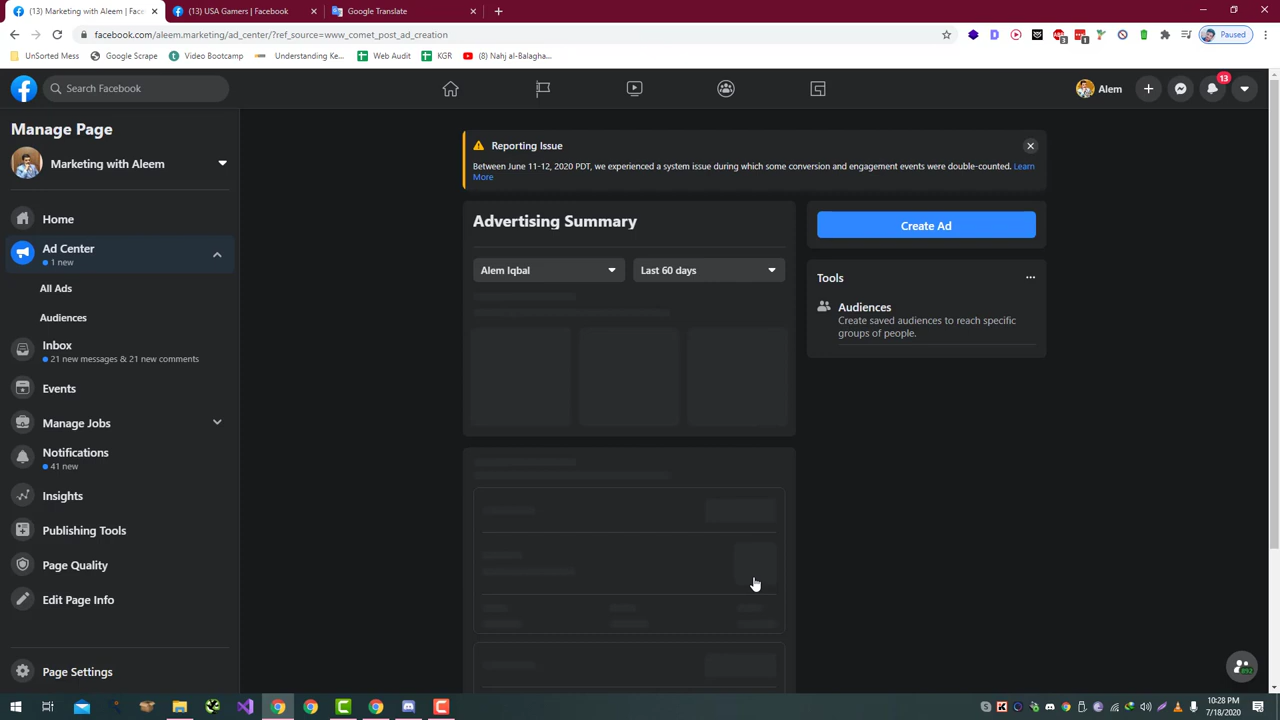 (13) Marketing with Aleem | Face
(13) USA Gamers | Facebook
Google Translate
facebook.com/aleem.marketing/ad_center/?ref_source=www_comet_post_ad_creation
Paused
UnSorted Mess
Google Scrape
Video Bootcamp
Understanding Ke...
Web Audit
KGR
(8) Nahj al-Balagha...
Search Facebook
Alem
13
Manage Page
Marketing with Aleem
Home
Ad Center
1 new
All Ads
Audiences
Inbox
21 new messages & 21 new comments
Events
Manage Jobs
Notifications
41 new
Insights
Publishing Tools
Page Quality
Edit Page Info
Page Settings
Reporting Issue
Between June 11-12, 2020 PDT, we experienced a system issue during which some conversion and engagement events were double-counted. Learn
More
Advertising Summary
Alem Iqbal
Last 60 days
Create Ad
Tools
Audiences
Create saved audiences to reach specific
groups of people.
10:28 PM
7/18/2020